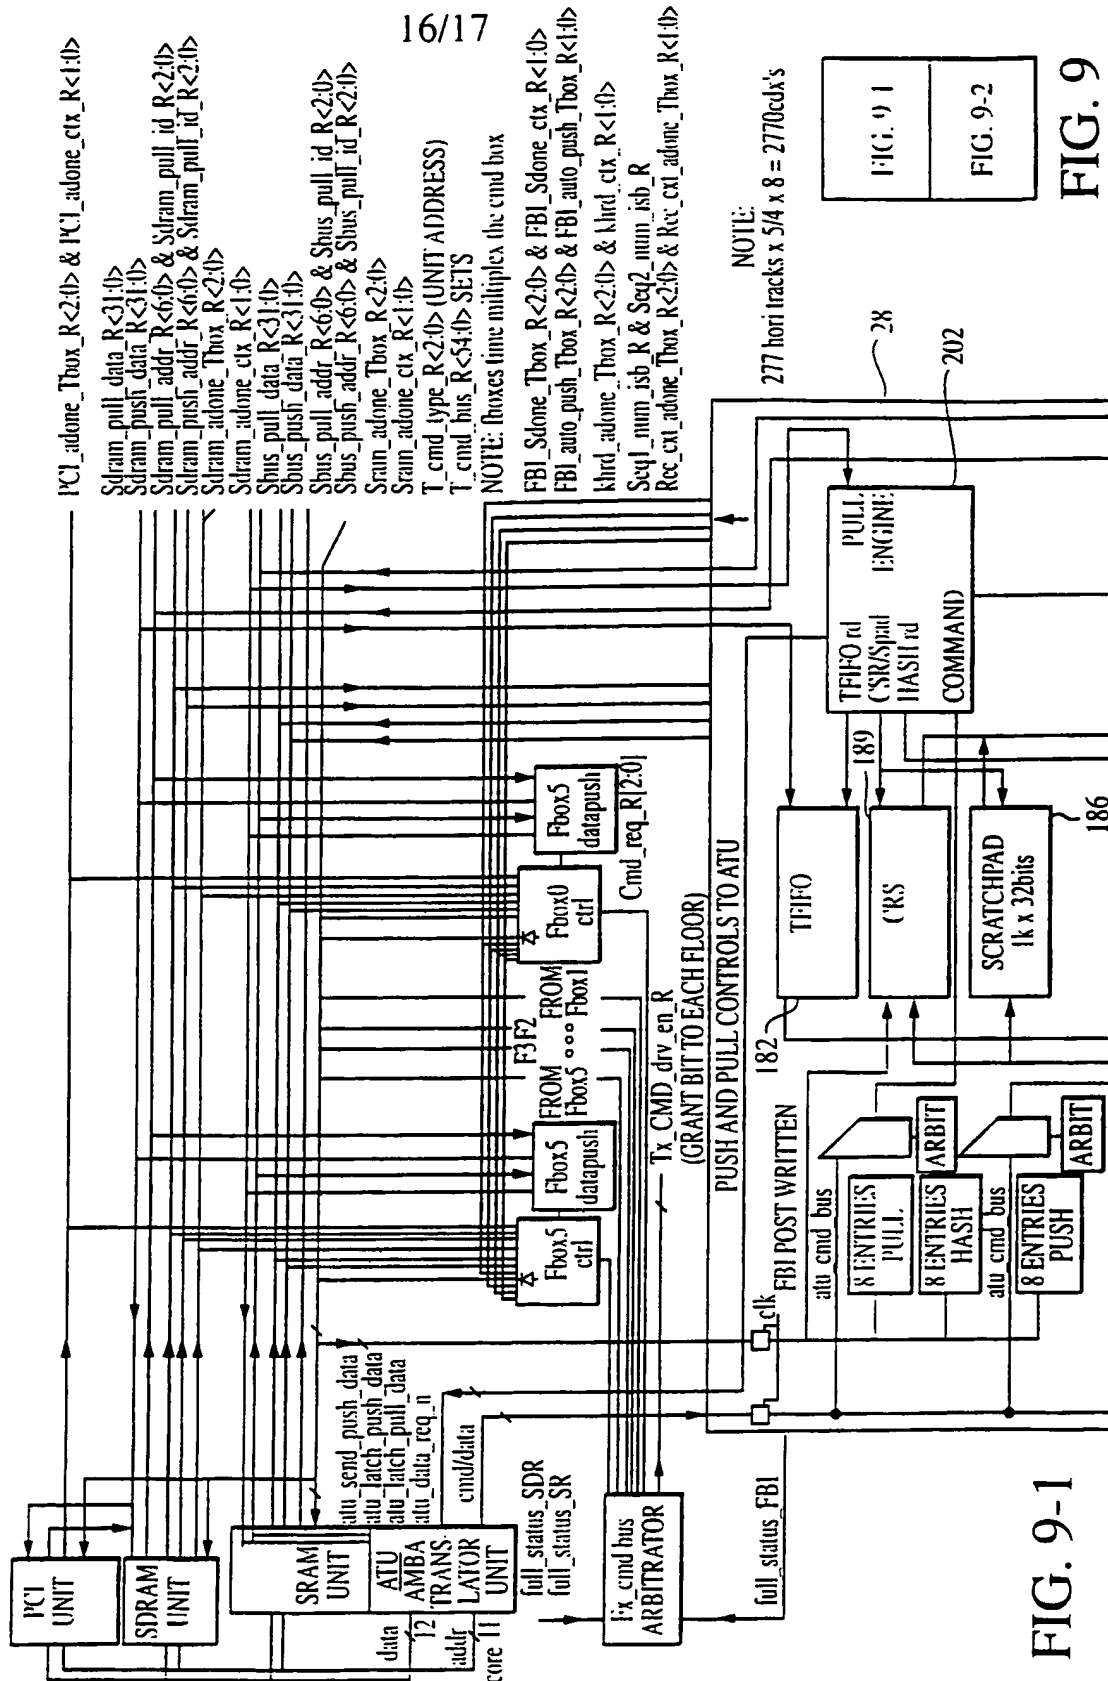 16/17
PCI_adone_Tbox_R<2:0> & PCI_adone_ctx_R<1:0>
Sdram_pull_data_R<31:0>
Sdram_push_data_R<31:0>
Sdram_pull_addr_R<6:0> & Sdram_pull_id_R<2:0>
Sdram_push_addr_R<6:0> & Sdram_pull_id_R<2:0>
Sdram_adone_Tbox_R<2:0>
Sdram_adone_ctx_R<1:0>
Sbus_pull_data_R<31:0>
Sbus_push_data_R<31:0>
Sbus_pull_addr_R<6:0> & Sbus_pull_id_R<2:0>
Sbus_push_addr_R<6:0> & Sbus_pull_id_R<2:0>
Sram_adone_Tbox_R<2:0>
Sram_adone_ctx_R<1:0>
T_cmd_type_R<2:0> (UNIT ADDRESS)
T_cmd_bus_R<54:0> SETS
NOTE: fboxes time multiplex the cmd box
FBI_Sdone_Tbox_R<2:0> & FBI_Sdone_ctx_R<1:0>
FBI_auto_push_Tbox_R<2:0> & FBI_auto_push_Tbox_R<1:0>
khrd_adone_Tbox_R<2:0> & khrd_ctx_R<1:0>
Seq1_num_isb_R & Seq2_num_isb_R
Rec_cxt_adone_Tbox_R<2:0> & Rec_cxt_adone_Tbox_R<1:0>
NOTE:
277 hori tracks x 5/4 x 8 = 2770cdx's
FIG. 9-1
FIG. 9-2
FIG. 9
PCI
UNIT
SDRAM
UNIT
SRAM
UNIT
ATU
AMBA
TRANS-
LATOR
UNIT
data
12
addr
11
core
atu_send_push_data
atu_latch_push_data
atu_latch_pull_data
atu_data_req_n
cmd/data
full_status_SDR
full_status_SR
Fx_cmd bus
ARBITRATOR
full_status_FBI
Fbox5
ctrl
Fbox5
datapush
FROM
Fbox5
F3
F2
FROM
Fbox1
Fbox0
ctrl
Fbox5
datapush
Cmd_req_R[2:0]
Tx_CMD_drv_en_R
(GRANT BIT TO EACH FLOOR)
PUSH AND PULL CONTROLS TO ATU
28
202
clk
FBI POST WRITTEN
atu_cmd_bus
8 ENTRIES
PULL
8 ENTRIES
HASH
ARBIT
atu_cmd_bus
8 ENTRIES
PUSH
ARBIT
182
TFIFO
189
CRS
SCRATCHPAD
1k x 32bits
186
PULL
ENGINE
TFIFO rd
CSR/Spad
HASH rd
COMMAND
FIG. 9-1